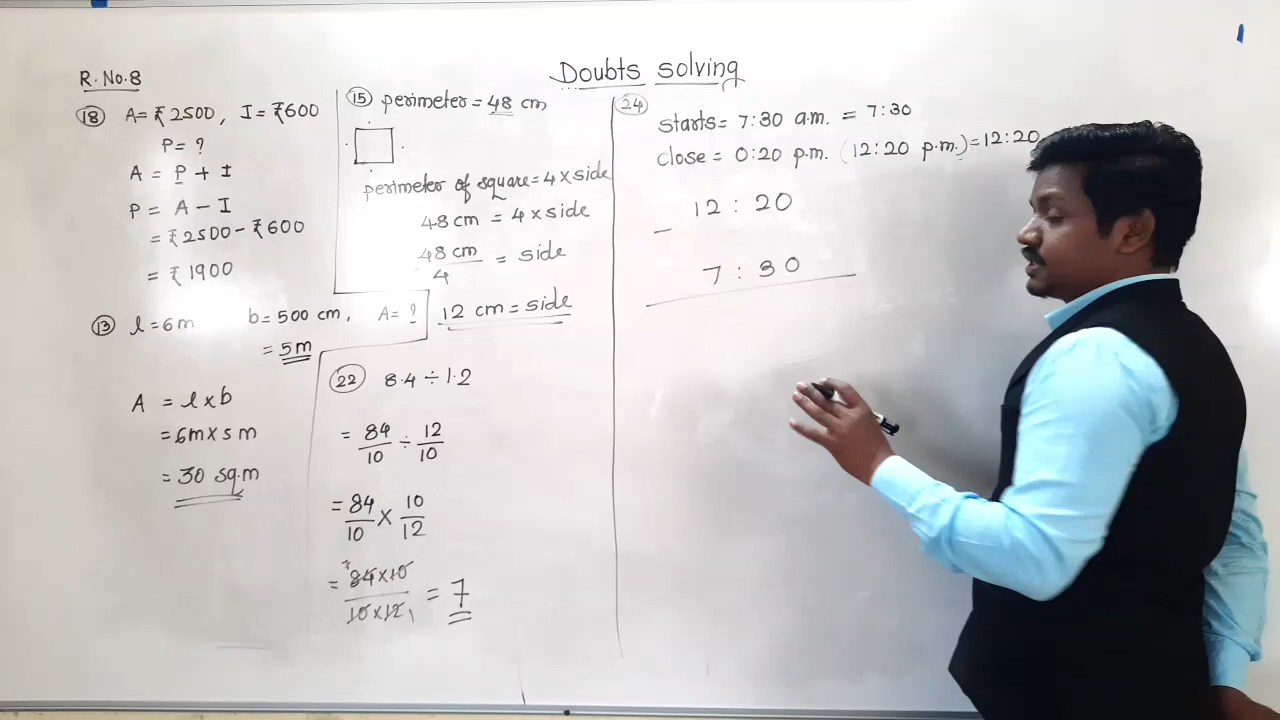 Doubts solving
R. No. 8
(18) A = ₹ 2500, I = ₹600
P = ?
A = P + I
P = A - I
= ₹ 2500 - ₹ 600
= ₹ 1900
(13) l = 6m b = 500 cm, A = ?
= 5m
A = l x b
= 6m x 5 m
= 30 sq.m
(15) perimeter = 48 cm
perimeter of square = 4 x side
48 cm = 4 x side
48 cm / 4 = side
12 cm = side
(22) 8.4 ÷ 1.2
= 84/10 ÷ 12/10
= 84/10 X 10/12
= 84 x 10 / 10 x 12 = 7
(24)
starts = 7:30 a.m. = 7:30
close = 0:20 p.m. (12:20 p.m.) = 12:20
12 : 20
-
7 : 30